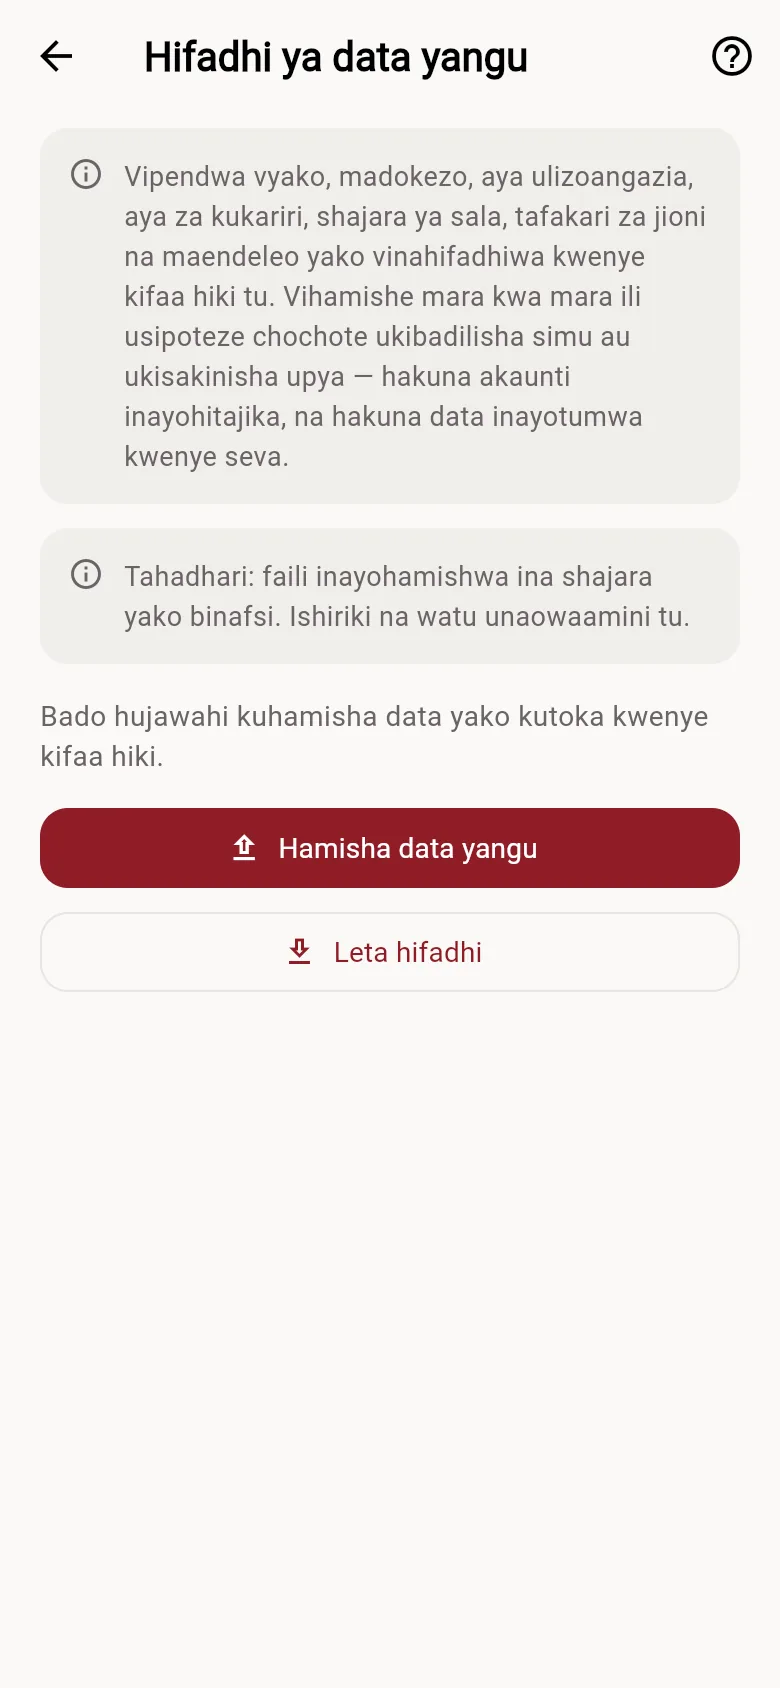 Hifadhi ya data yangu
Vipendwa vyako, madokezo, aya ulizoangazia,
aya za kukariri, shajara ya sala, tafakari za jioni
na maendeleo yako vinahifadhiwa kwenye
kifaa hiki tu. Vihamishe mara kwa mara ili
usipoteze chochote ukibadilisha simu au
ukisakinisha upya — hakuna akaunti
inayohitajika, na hakuna data inayotumwa
kwenye seva.
Tahadhari: faili inayohamishwa ina shajara
yako binafsi. Ishiriki na watu unaowaamini tu.
Bado hujawahi kuhamisha data yako kutoka kwenye
kifaa hiki.
Hamisha data yangu
Leta hifadhi